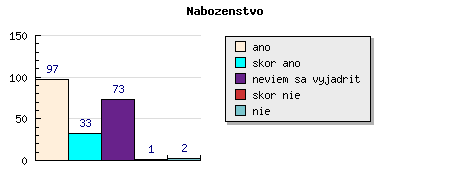 Nabozenstvo
150
100
50
0
97
33
73
1
2
ano
skor ano
neviem sa vyjadrit
skor nie
nie